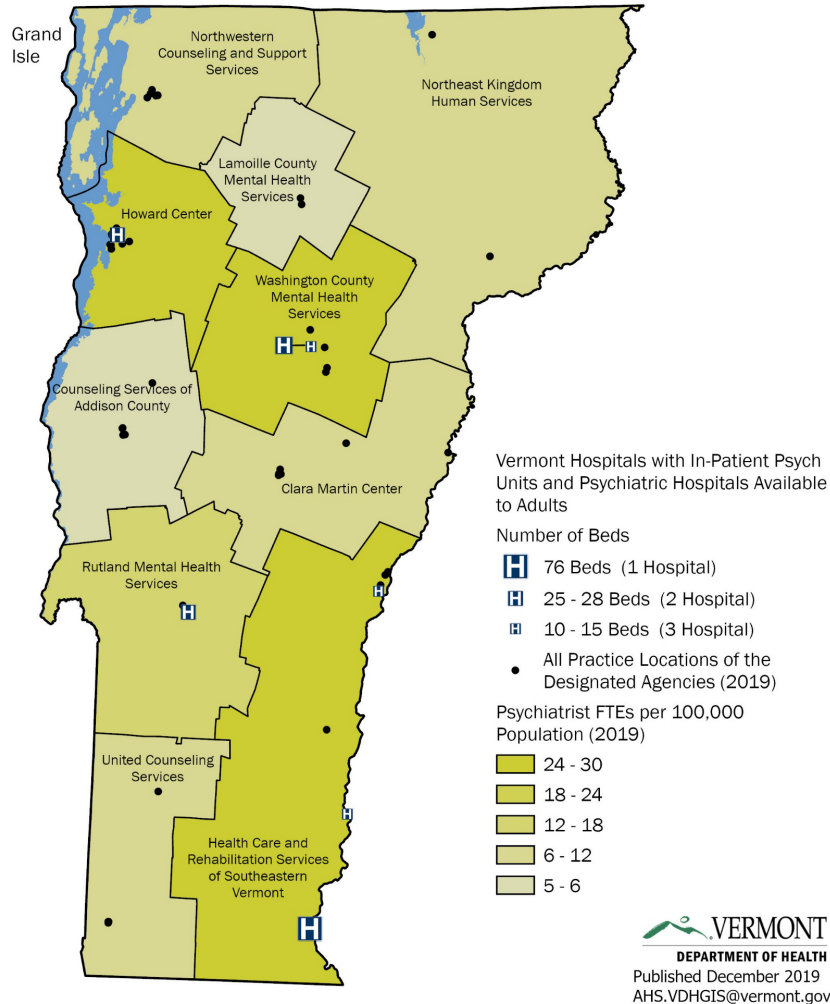 Grand
Isle
Northwestern
Counseling and Support
Services
Northeast Kingdom
Human Services
Lamoille County
Mental Health
Services
Howard Center
Washington County
Mental Health
Services
Counseling Services of
Addison County
Clara Martin Center
Rutland Mental Health
Services
United Counseling
Services
Health Care and
Rehabilitation Services
of Southeastern
Vermont
H
H
H
H
H
H
H
Vermont Hospitals with In-Patient Psych
Units and Psychiatric Hospitals Available
to Adults
Number of Beds
H 76 Beds (1 Hospital)
H 25 - 28 Beds (2 Hospital)
H 10 - 15 Beds (3 Hospital)
All Practice Locations of the
Designated Agencies (2019)
Psychiatrist FTEs per 100,000
Population (2019)
24 - 30
18 - 24
12 - 18
6 - 12
5 - 6
VERMONT
DEPARTMENT OF HEALTH
Published December 2019
AHS.VDHGIS@vermont.gov